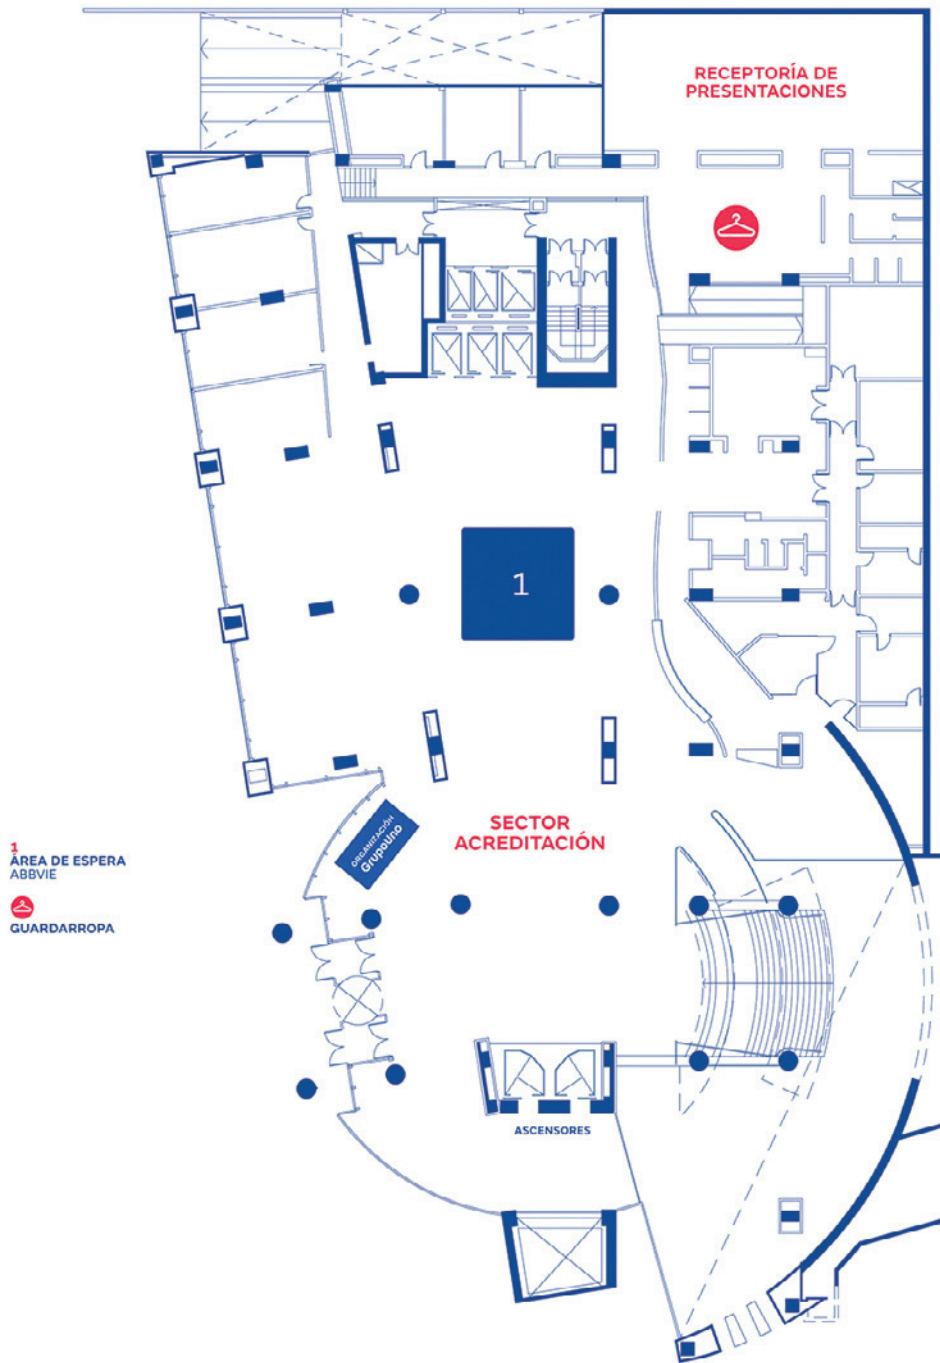 RECEPTORÍA DE
PRESENTACIONES
1
ORGANIZACIÓN
GrupoUno
SECTOR
ACREDITACIÓN
1
ÁREA DE ESPERA
ABBVIE
GUARDARROPA
ASCENSORES